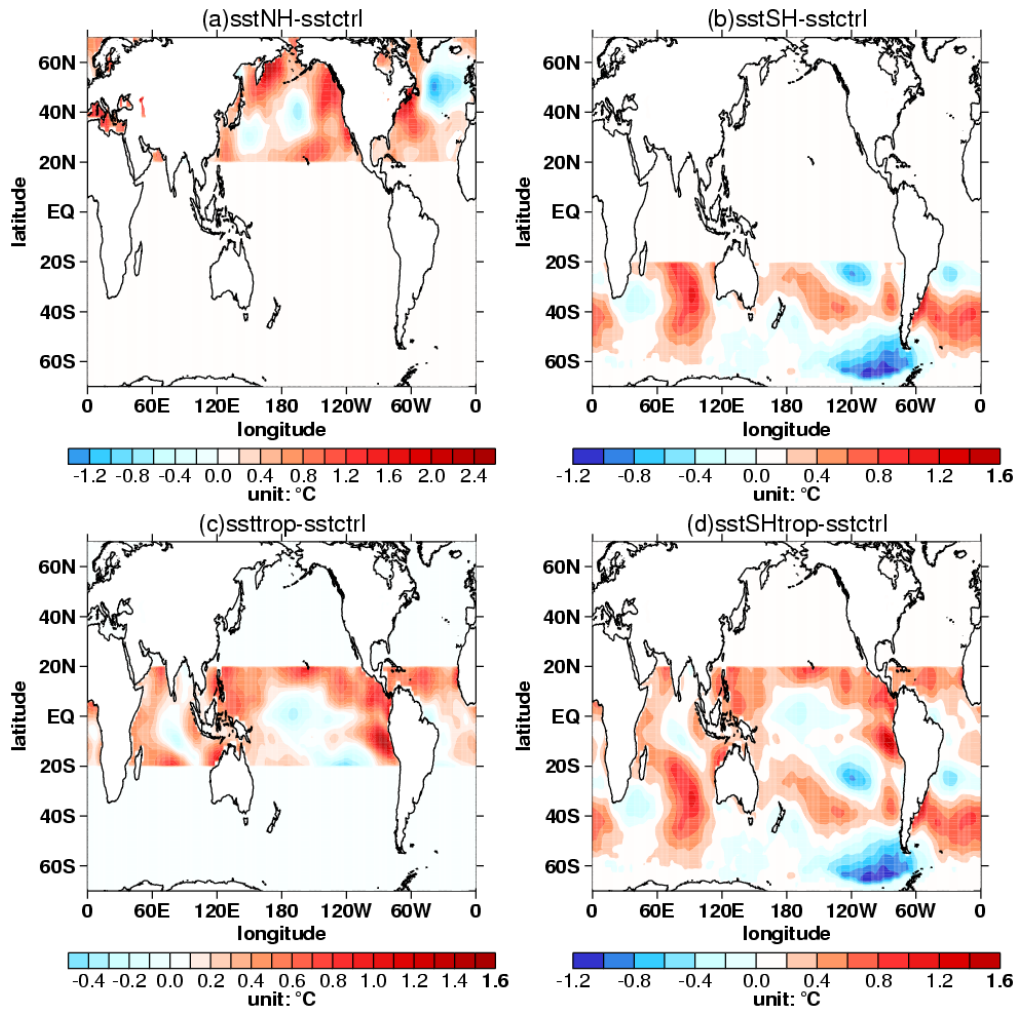 (a)sstNH-sstctrl
60N
40N
20N
EQ
20S
40S
60S
latitude
0 60E 120E 180 120W 60W 0
longitude
-1.2 -0.8 -0.4 0.0 0.4 0.8 1.2 1.6 2.0 2.4
unit: °C
(b)sstSH-sstctrl
60N
40N
20N
EQ
20S
40S
60S
latitude
0 60E 120E 180 120W 60W 0
longitude
-1.2 -0.8 -0.4 0.0 0.4 0.8 1.2 1.6
unit: °C
(c)ssttrop-sstctrl
60N
40N
20N
EQ
20S
40S
60S
latitude
0 60E 120E 180 120W 60W 0
longitude
-0.4 -0.2 0.0 0.2 0.4 0.6 0.8 1.0 1.2 1.4 1.6
unit: °C
(d)sstSHtrop-sstctrl
60N
40N
20N
EQ
20S
40S
60S
latitude
0 60E 120E 180 120W 60W 0
longitude
-1.2 -0.8 -0.4 0.0 0.4 0.8 1.2 1.6
unit: °C